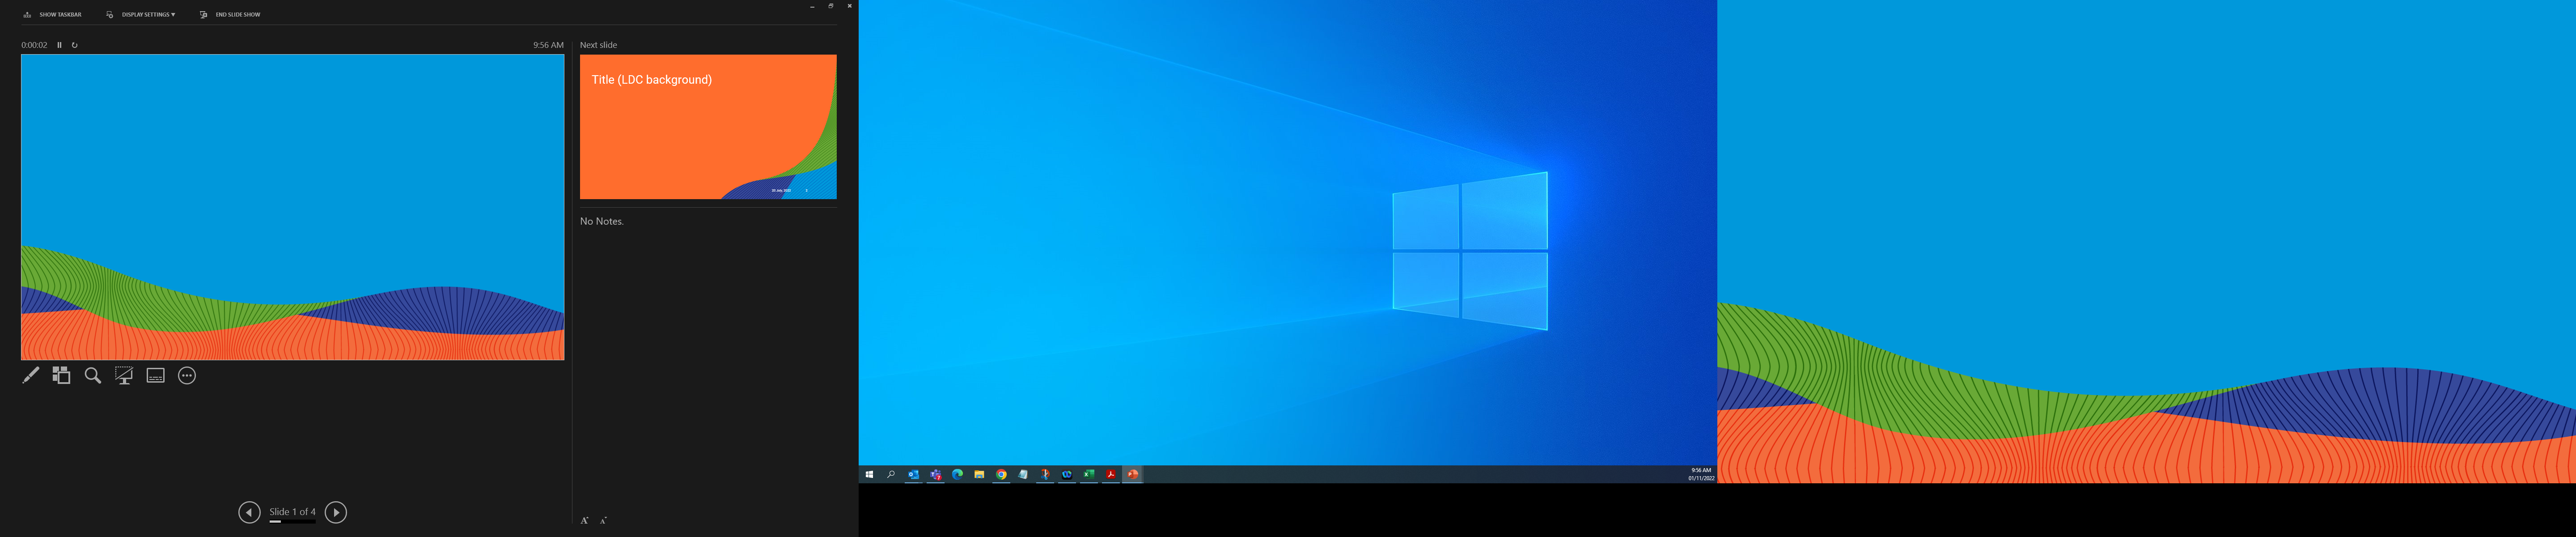 SHOW TASKBAR
DISPLAY SETTINGS ▼
END SLIDE SHOW
0:00:02
9:56 AM
Next slide
Title (LDC background)
2
No Notes.
Slide 1 of 4
A
A
9:56 AM
01/11/2022